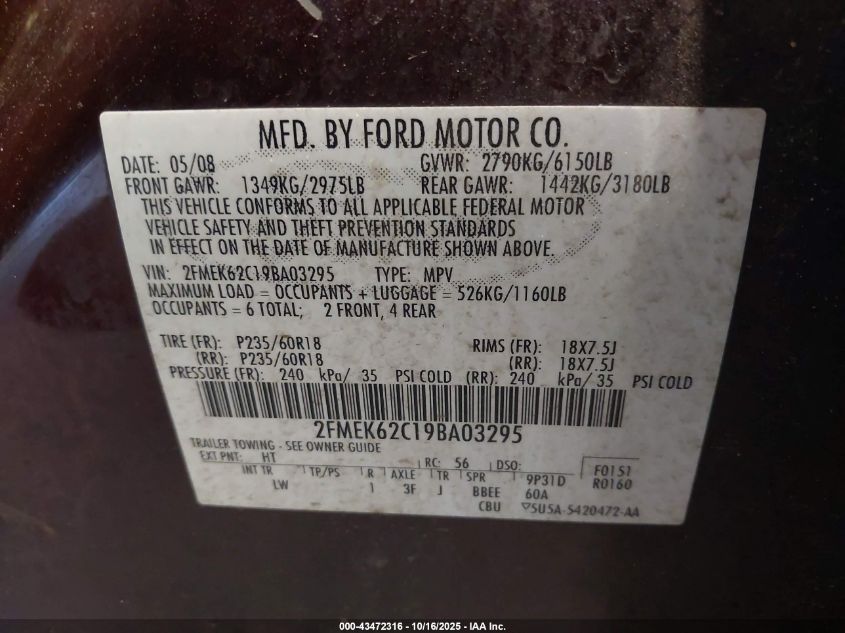 MFD. BY FORD MOTOR CO.
DATE: 05/08 GVWR: 2790KG/6150LB
FRONT GAWR: 1349KG/2975LB REAR GAWR: 1442KG/3180LB
THIS VEHICLE CONFORMS TO ALL APPLICABLE FEDERAL MOTOR
VEHICLE SAFETY AND THEFT PREVENTION STANDARDS
IN EFFECT ON THE DATE OF MANUFACTURE SHOWN ABOVE.
VIN: 2FMEK62C19BA03295 TYPE: MPV
MAXIMUM LOAD = OCCUPANTS + LUGGAGE = 526KG/1160LB
OCCUPANTS = 6 TOTAL; 2 FRONT, 4 REAR
TIRE (FR): P235/60R18 RIMS (FR): 18X7.5J
(RR): P235/60R18 (RR): 18X7.5J
PRESSURE (FR): 240 kPa/ 35 PSI COLD (RR): 240 kPa/ 35 PSI COLD
2FMEK62C19BA03295
TRAILER TOWING - SEE OWNER GUIDE
EXT PNT: HT RC: 56 DSO: F0151
INT TR TP/PS R AXLE TR SPR 9P31D R0160
LW 1 3F J BBEE 60A
CBU ▽5U5A-5420472-AA
000-43472316 - 10/16/2025 - IAA Inc.